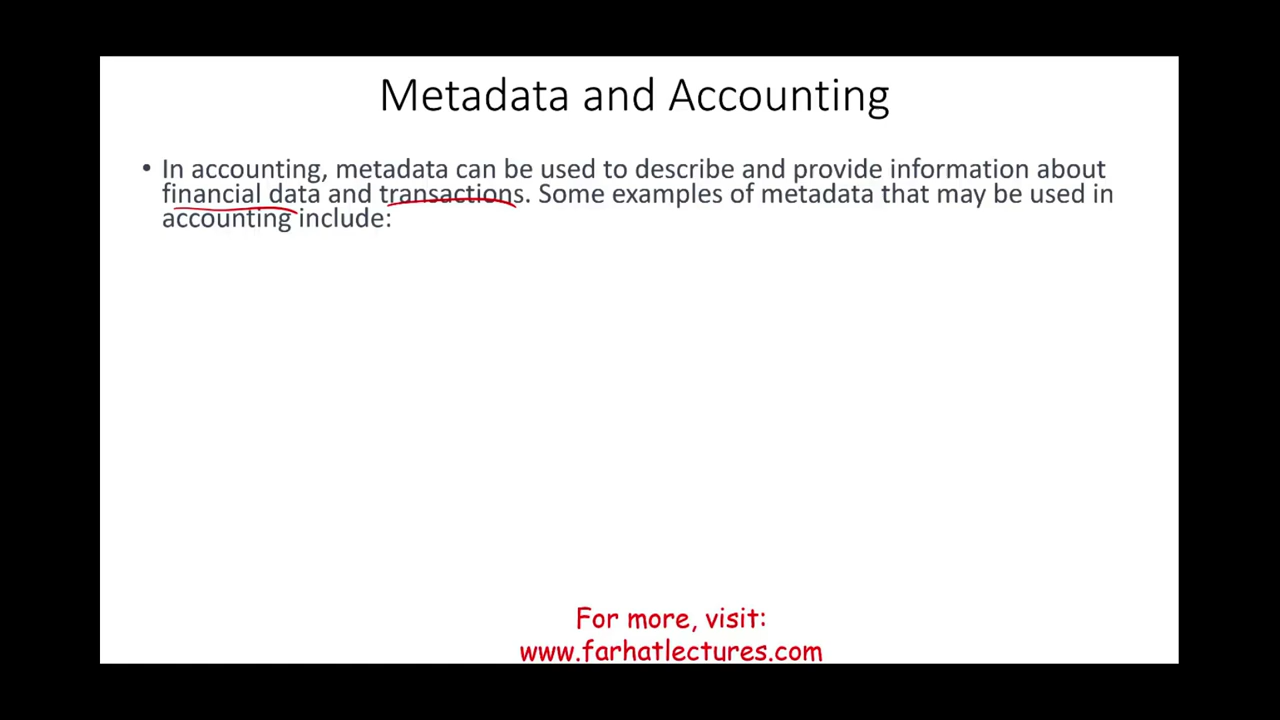 Metadata and Accounting
• In accounting, metadata can be used to describe and provide information about
financial data and transactions. Some examples of metadata that may be used in
accounting include:
For more, visit:
www.farhatlectures.com